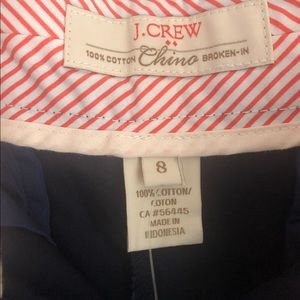 J.CREW
100% COTTON Chino BROKEN-IN
8
100% COTTON/
COTON
CA #56445
MADE IN
INDONESIA